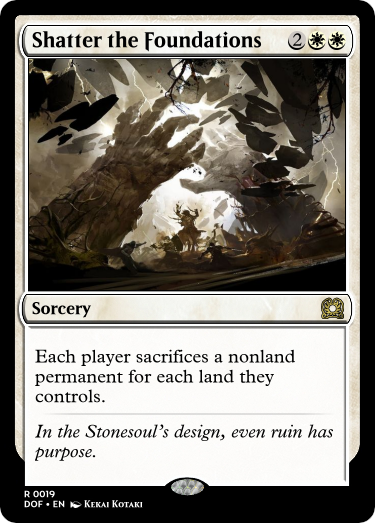 Shatter the Foundations 2
Sorcery
Each player sacrifices a nonland
permanent for each land they
controls.
In the Stonesoul's design, even ruin has
purpose.
R 0019
DOF • EN Kekai Kotaki